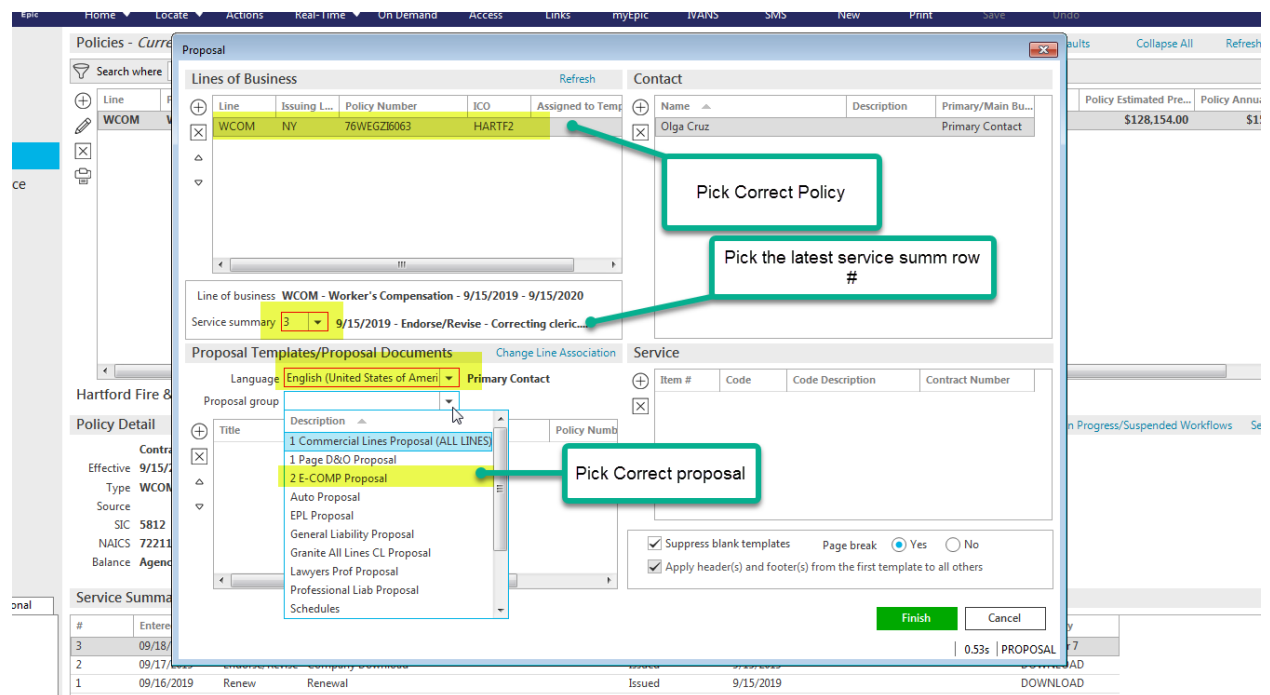 Epic Home Locate Actions Real-Time On Demand Access Links myEpic IVANS SMS New Print Save Undo
Policies - Curre
aults Collapse All Refresh
Search where
Line
WCOM
Policy Estimated Pre... Policy Annua
$128,154.00
ce
Proposal
Lines of Business Refresh
Line Issuing L... Policy Number ICO Assigned to Temp
WCOM NY 76WEGZI6063 HARTF2
Contact
Name Description Primary/Main Bu...
Olga Cruz Primary Contact
Pick Correct Policy
Pick the latest service summ row
#
Line of business WCOM - Worker's Compensation - 9/15/2019 - 9/15/2020
Service summary 3 9/15/2019 - Endorse/Revise - Correcting cleric....
Proposal Templates/Proposal Documents Change Line Association
Language English (United States of Ameri Primary Contact
Proposal group
Title Policy Numb
Description
1 Commercial Lines Proposal (ALL LINES)
1 Page D&O Proposal
2 E-COMP Proposal
Auto Proposal
EPL Proposal
General Liability Proposal
Granite All Lines CL Proposal
Lawyers Prof Proposal
Professional Liab Proposal
Schedules
Pick Correct proposal
Service
Item # Code Code Description Contract Number
Suppress blank templates Page break Yes No
Apply header(s) and footer(s) from the first template to all others
Finish Cancel
0.53s PROPOSAL
Hartford Fire &
Policy Detail
n Progress/Suspended Workflows Se
Contra
Effective 9/15/2
Type WCOM
Source
SIC 5812
NAICS 72211
Balance Agenc
onal
Service Summa
# Entere
3 09/18/
2 09/17/
DOWNLOAD
1 09/16/2019 Renew Renewal Issued 9/15/2019 DOWNLOAD